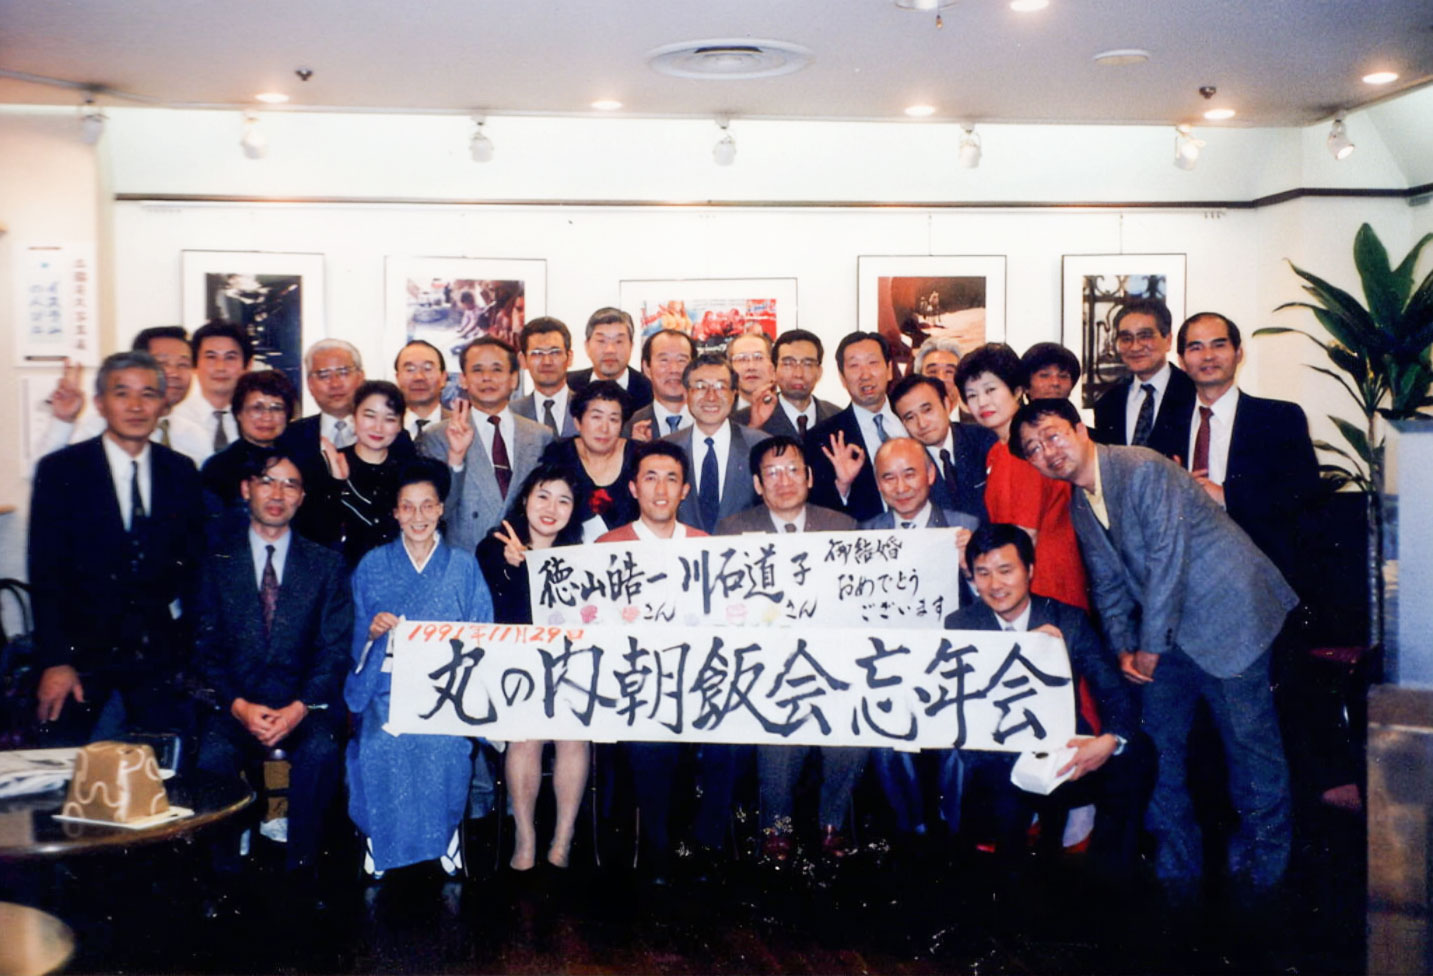 徳山皓一さん 川石道子さん
御結婚
おめでとう
ございます
1991年11月29日
丸の内朝飯会忘年会